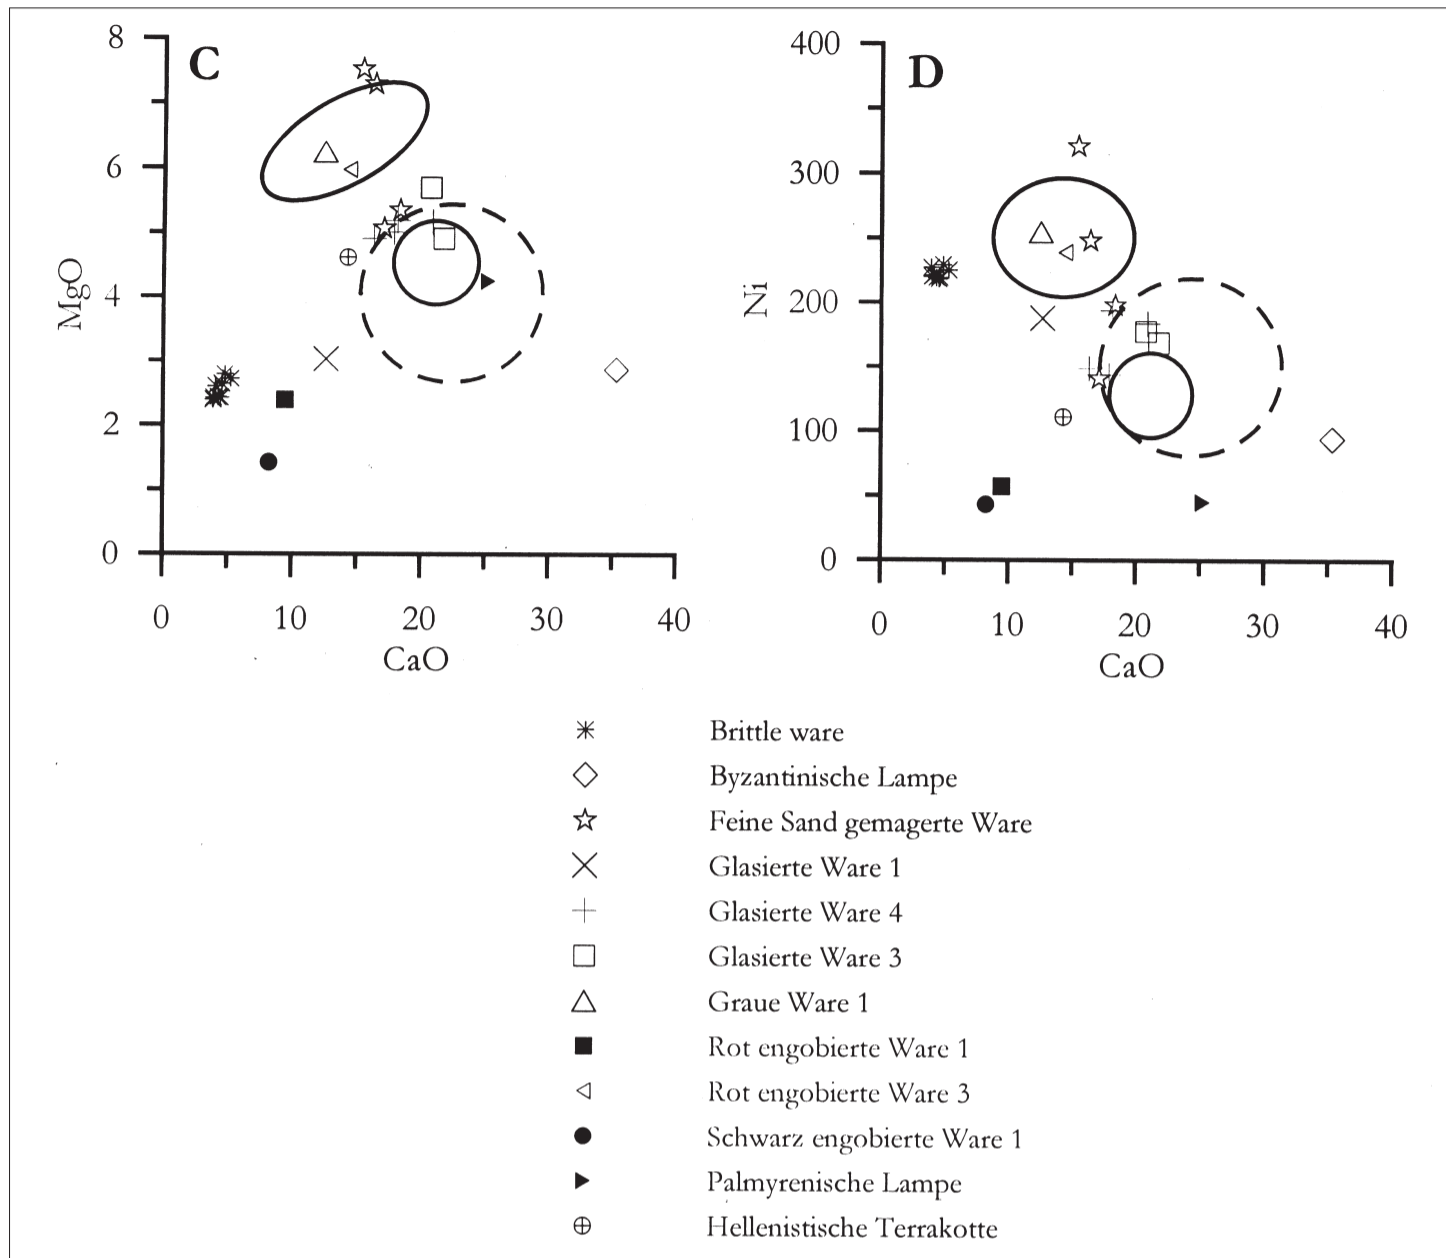 C
8
6
4
2
0
MgO
0 10 20 30 40
CaO
D
400
300
200
100
0
Ni
0 10 20 30 40
CaO
Brittle ware
Byzantinische Lampe
Feine Sand gemagerte Ware
Glasierte Ware 1
Glasierte Ware 4
Glasierte Ware 3
Graue Ware 1
Rot engobierte Ware 1
Rot engobierte Ware 3
Schwarz engobierte Ware 1
Palmyrenische Lampe
Hellenistische Terrakotte